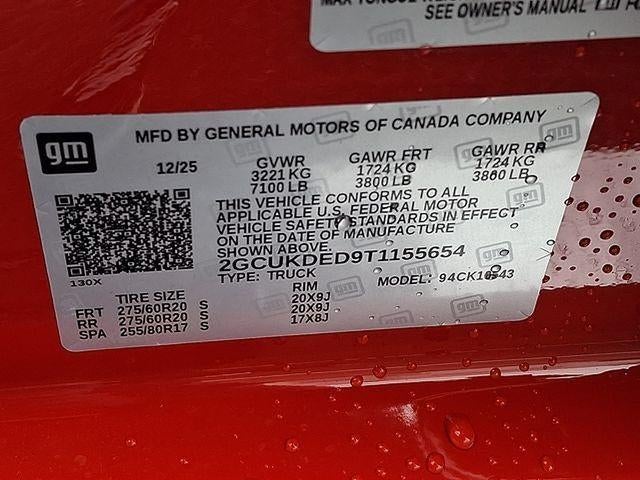 SEE OWNER'S MANUAL
gm
MFD BY GENERAL MOTORS OF CANADA COMPANY
12/25 GVWR GAWR FRT GAWR RR
3221 KG 1724 KG 1724 KG
7100 LB 3800 LB 3800 LB
THIS VEHICLE CONFORMS TO ALL
APPLICABLE U.S. FEDERAL MOTOR
VEHICLE SAFETY STANDARDS IN EFFECT
ON THE DATE OF MANUFACTURE
SHOWN ABOVE.
2GCUKDED9T1155654
TYPE: TRUCK MODEL: 94CK10543
130X
TIRE SIZE RIM
FRT 275/60R20 S 20X9J
RR 275/60R20 S 20X9J
SPA 255/80R17 S 17X8J